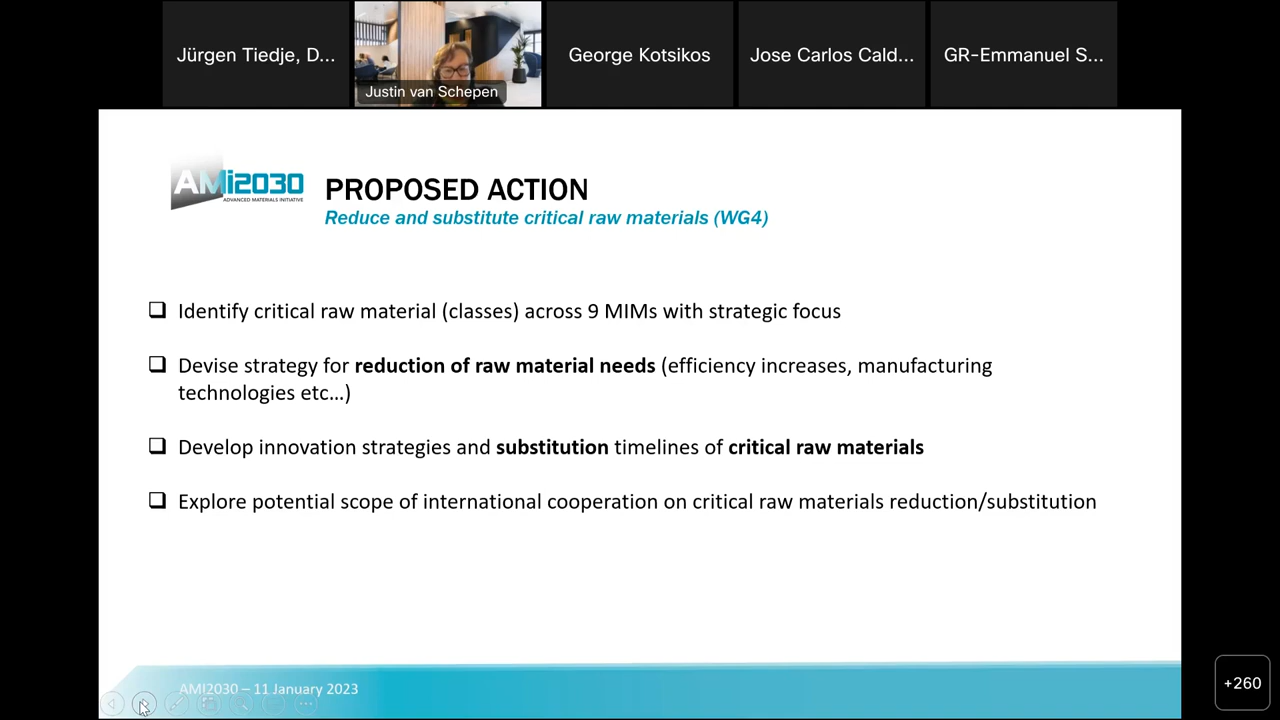 Jürgen Tiedje, D...
Justin van Schepen
George Kotsikos
Jose Carlos Cald...
GR-Emmanuel S...
AMi2030
ADVANCED MATERIALS INITIATIVE
PROPOSED ACTION
Reduce and substitute critical raw materials (WG4)
Identify critical raw material (classes) across 9 MIMs with strategic focus
Devise strategy for reduction of raw material needs (efficiency increases, manufacturing
technologies etc…)
Develop innovation strategies and substitution timelines of critical raw materials
Explore potential scope of international cooperation on critical raw materials reduction/substitution
AMI2030 – 11 January 2023
+260